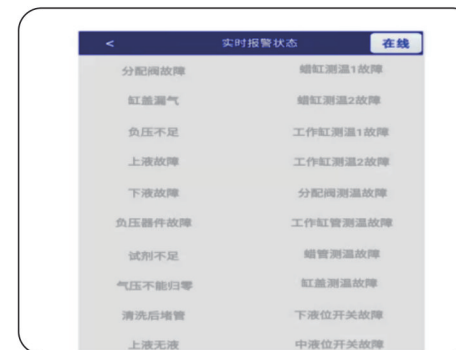 < 实时报警状态 在线
分配阀故障 蜡缸测温1故障
缸盖漏气 蜡缸测温2故障
负压不足 工作缸测温1故障
上液故障 工作缸测温2故障
下液故障 分配阀测温故障
负压器件故障 工作缸管测温故障
试剂不足 蜡管测温故障
气压不能归零 缸盖测温故障
清洗后堵管 下液位开关故障
上液无液 中液位开关故障